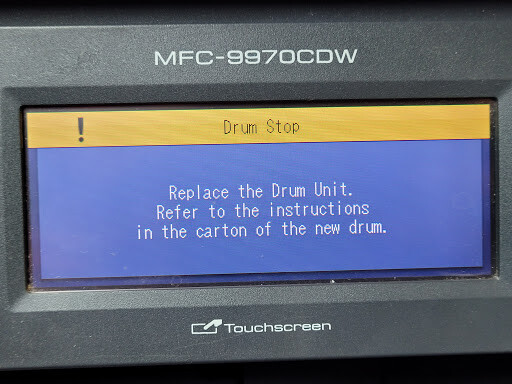 MFC-9970CDW
! Drum Stop
Replace the Drum Unit.
Refer to the instructions
in the carton of the new drum.
Touchscreen